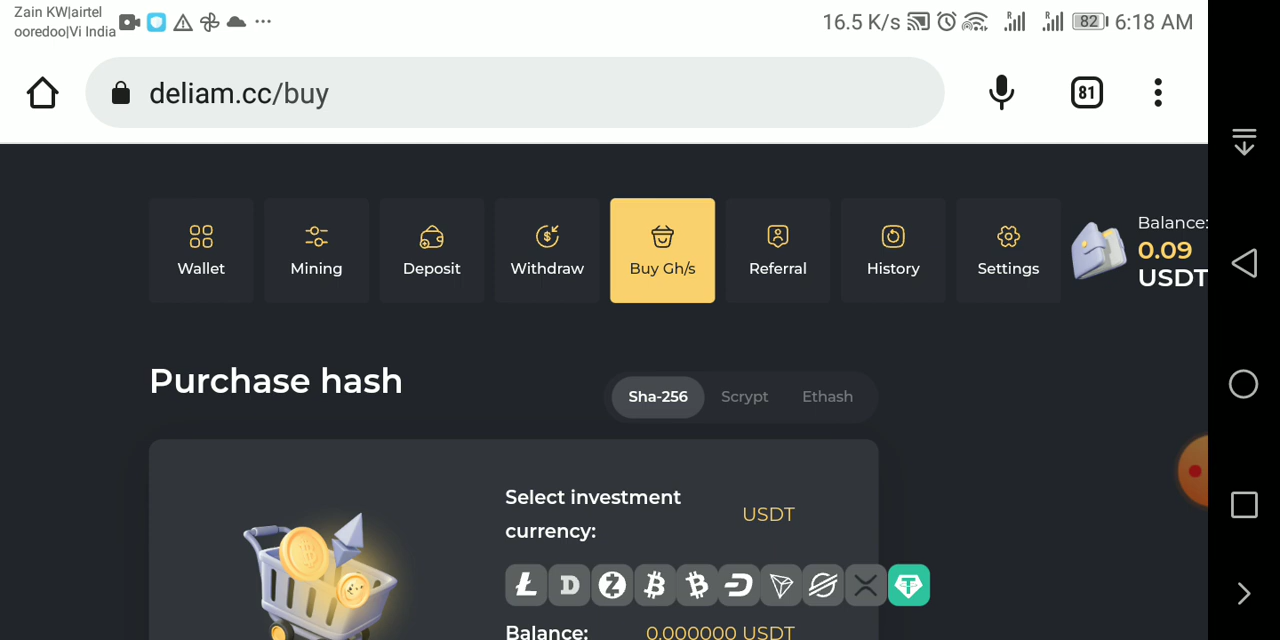 Zain KW|airtel
ooredoo|Vi India
16.5 K/s
82
6:18 AM
deliam.cc/buy
81
Wallet
Mining
Deposit
Withdraw
Buy Gh/s
Referral
History
Settings
Balance:
0.09
USDT
Purchase hash
Sha-256
Scrypt
Ethash
Select investment
currency:
USDT
Balance:
0.000000 USDT